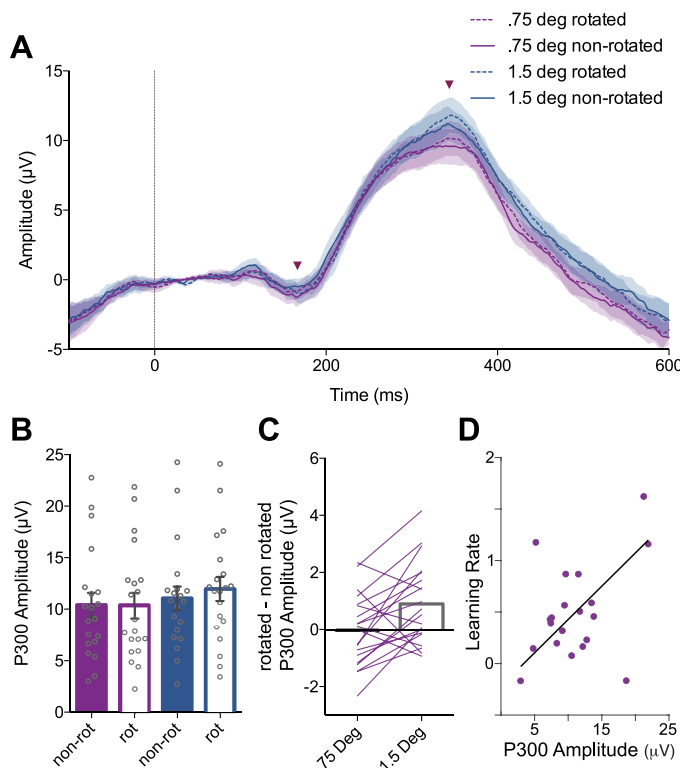 .75 deg rotated
.75 deg non-rotated
1.5 deg rotated
1.5 deg non-rotated
A
15
10
5
0
-5
Amplitude (μV)
0
200
400
600
Time (ms)
B
25
20
15
10
5
0
P300 Amplitude (μV)
non-rot
rot
non-rot
rot
C
6
4
2
0
-2
rotated - non rotated
P300 Amplitude (μV)
75 Deg
1.5 Deg
D
2
1
0
Learning Rate
5
15
25
P300 Amplitude (μV)